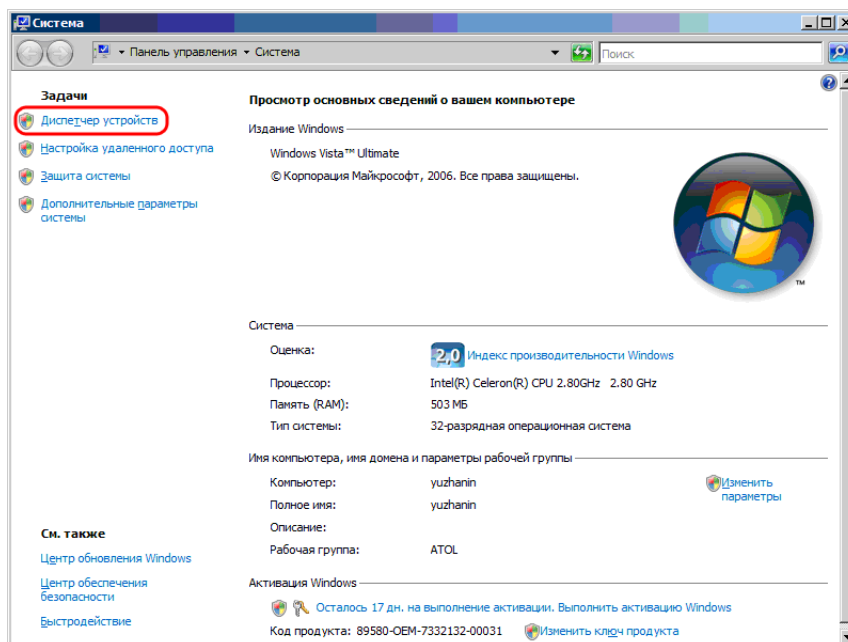 Система
Панель управления Система
Поиск
Задачи
Диспетчер устройств
Настройка удаленного доступа
Защита системы
Дополнительные параметры
системы
См. также
Центр обновления Windows
Центр обеспечения
безопасности
Быстродействие
Просмотр основных сведений о вашем компьютере
Издание Windows
Windows Vista™ Ultimate
© Корпорация Майкрософт, 2006. Все права защищены.
TM
Система
Оценка:
2,0 Индекс производительности Windows
Процессор: Intel(R) Celeron(R) CPU 2.80GHz 2.80 GHz
Память (RAM): 503 МБ
Тип системы: 32-разрядная операционная система
Имя компьютера, имя домена и параметры рабочей группы
Компьютер: yuzhanin
Изменить
параметры
Полное имя: yuzhanin
Описание:
Рабочая группа: ATOL
Активация Windows
Осталось 17 дн. на выполнение активации. Выполнить активацию Windows
Код продукта: 89580-OEM-7332132-00031 Изменить ключ продукта